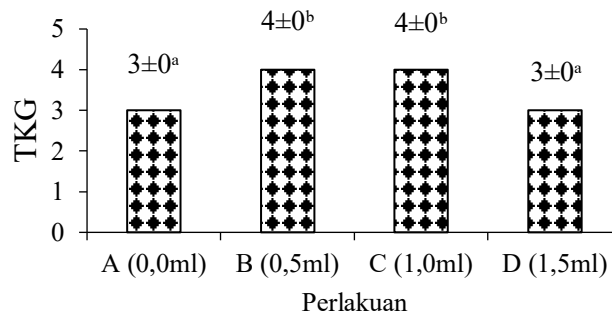 TKG
5
4
3
2
1
0
3±0ᵃ
4±0ᵇ
4±0ᵇ
3±0ᵃ
A (0,0ml)
B (0,5ml)
C (1,0ml)
D (1,5ml)
Perlakuan